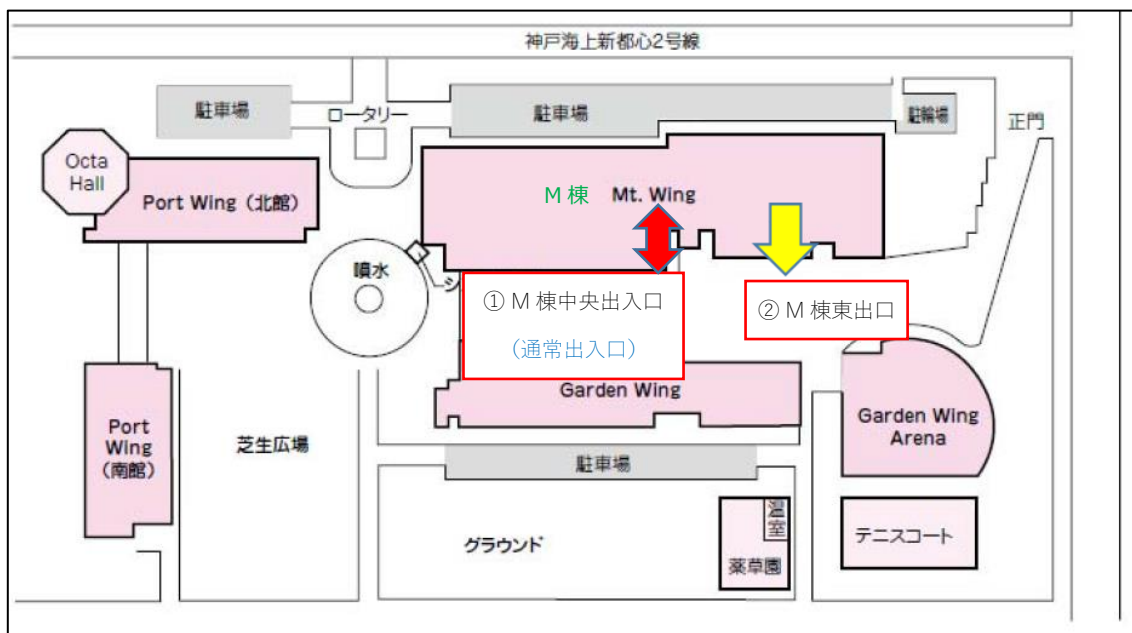 神戸海上新都心2号線
駐車場
ロータリー
駐車場
駐輪場
正門
Octa
Hall
Port Wing (北館)
M 棟
Mt. Wing
噴水
① M 棟中央出入口
(通常出入口)
② M 棟東出口
Garden Wing
Garden Wing
Arena
Port
Wing
(南館)
芝生広場
駐車場
グラウンド
温室
薬草園
テニスコート